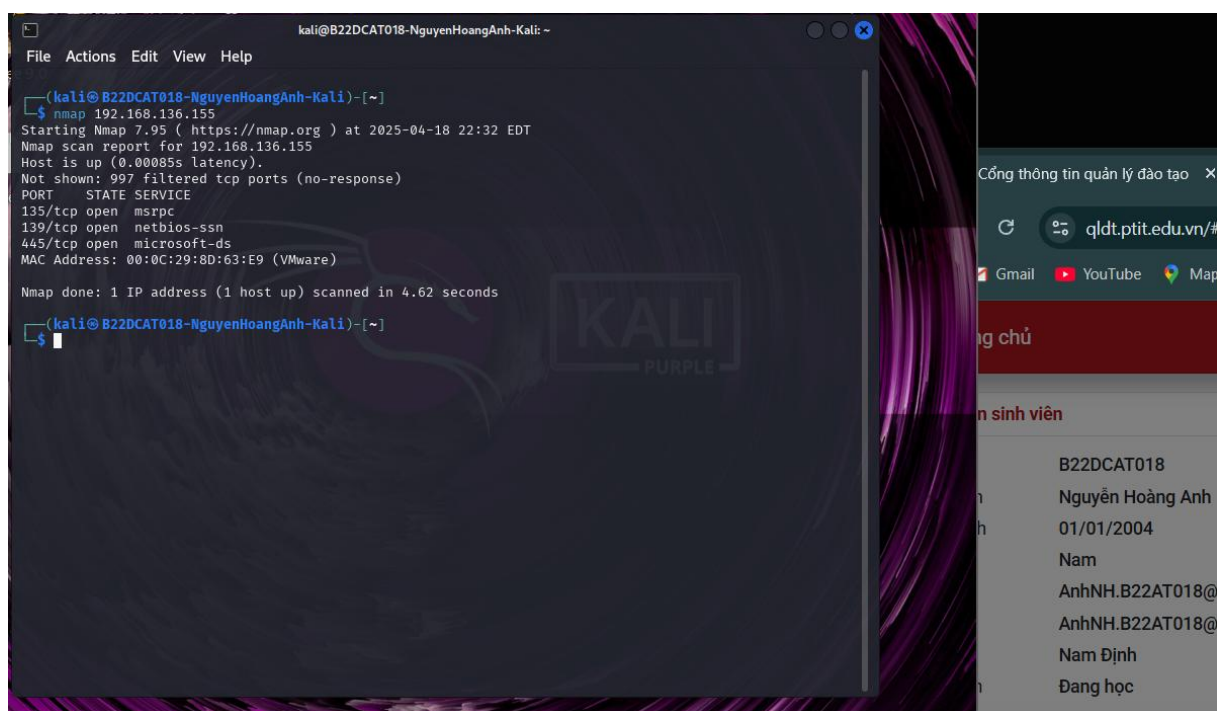 kali@B22DCAT018-NguyenHoangAnh-Kali: ~
File Actions Edit View Help
┌──(kali㉿B22DCAT018-NguyenHoangAnh-Kali)-[~]
└─$ nmap 192.168.136.155
Starting Nmap 7.95 ( https://nmap.org ) at 2025-04-18 22:32 EDT
Nmap scan report for 192.168.136.155
Host is up (0.00085s latency).
Not shown: 997 filtered tcp ports (no-response)
PORT    STATE SERVICE
135/tcp open  msrpc
139/tcp open  netbios-ssn
445/tcp open  microsoft-ds
MAC Address: 00:0C:29:8D:63:E9 (VMware)
Nmap done: 1 IP address (1 host up) scanned in 4.62 seconds
┌──(kali㉿B22DCAT018-NguyenHoangAnh-Kali)-[~]
└─$
KALI
PURPLE
Cổng thông tin quản lý đào tạo
qldt.ptit.edu.vn/#
Gmail YouTube Map
ng chủ
n sinh viên
B22DCAT018
Nguyễn Hoàng Anh
h 01/01/2004
Nam
AnhNH.B22AT018@
AnhNH.B22AT018@
Nam Định
Đang học